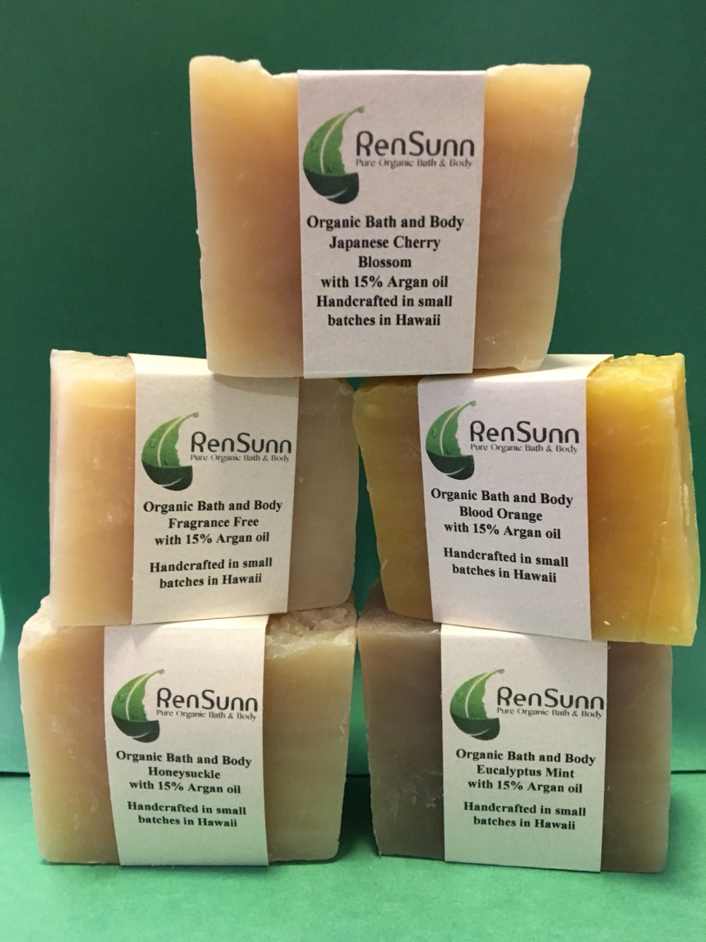 RenSunn
Pure Organic Bath & Body
Organic Bath and Body
Japanese Cherry
Blossom
with 15% Argan oil
Handcrafted in small
batches in Hawaii
RenSunn
Pure Organic Bath & Body
Organic Bath and Body
Fragrance Free
with 15% Argan oil
Handcrafted in small
batches in Hawaii
RenSunn
Pure Organic Bath & Body
Organic Bath and Body
Blood Orange
with 15% Argan oil
Handcrafted in small
batches in Hawaii
RenSunn
Pure Organic Bath & Body
Organic Bath and Body
Honeysuckle
with 15% Argan oil
Handcrafted in small
batches in Hawaii
RenSunn
Pure Organic Bath & Body
Organic Bath and Body
Eucalyptus Mint
with 15% Argan oil
Handcrafted in small
batches in Hawaii